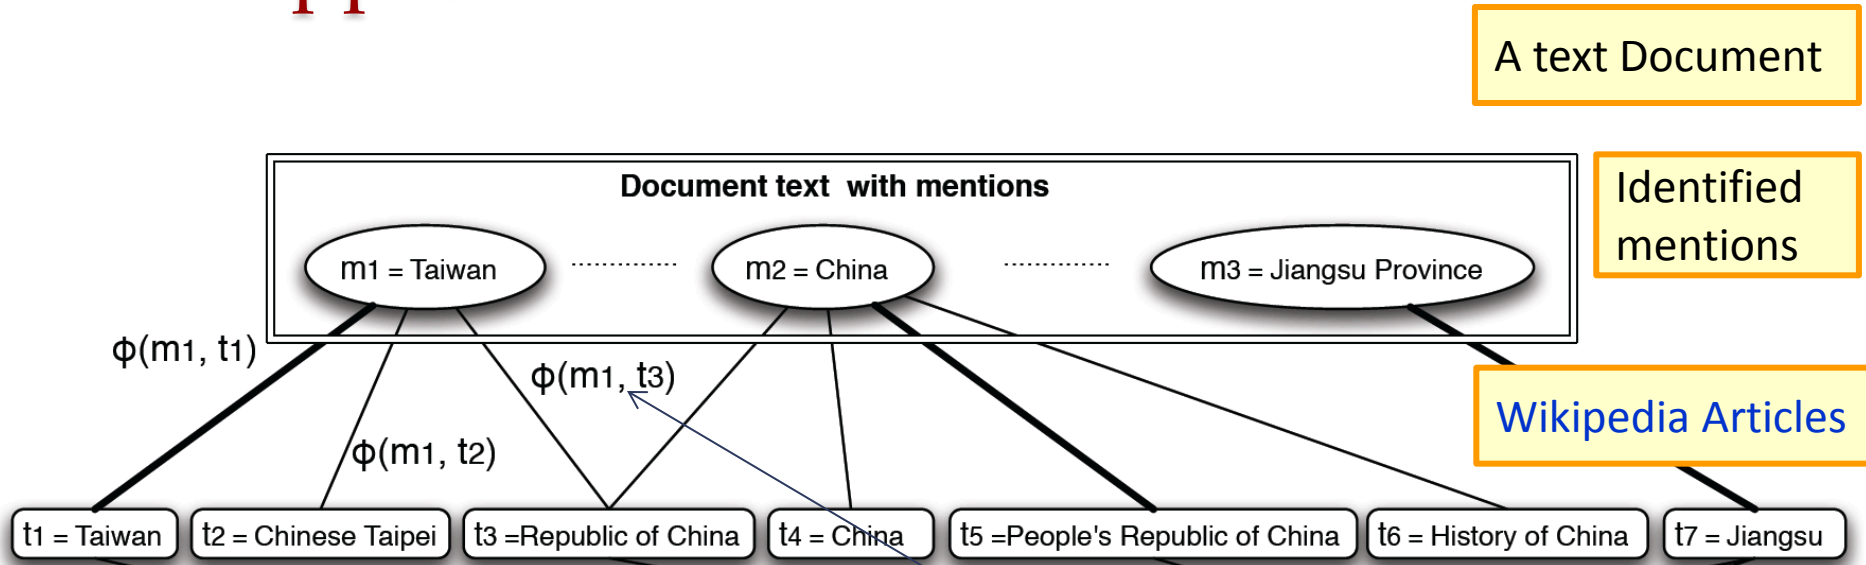 A text Document
Document text with mentions
Identified
mentions
m1 = Taiwan
m2 = China
m3 = Jiangsu Province
ϕ(m1, t1)
ϕ(m1, t3)
ϕ(m1, t2)
Wikipedia Articles
t1 = Taiwan
t2 = Chinese Taipei
t3 =Republic of China
t4 = China
t5 =People's Republic of China
t6 = History of China
t7 = Jiangsu